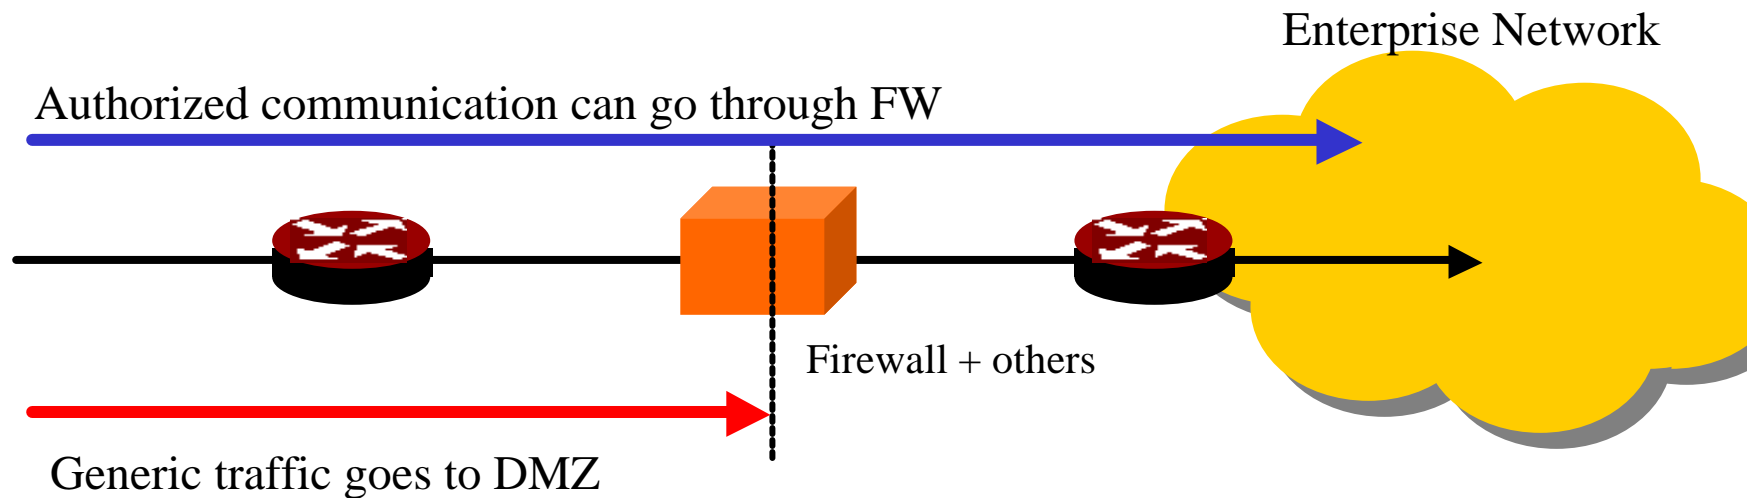 Enterprise Network
Authorized communication can go through FW
Firewall + others
Generic traffic goes to DMZ